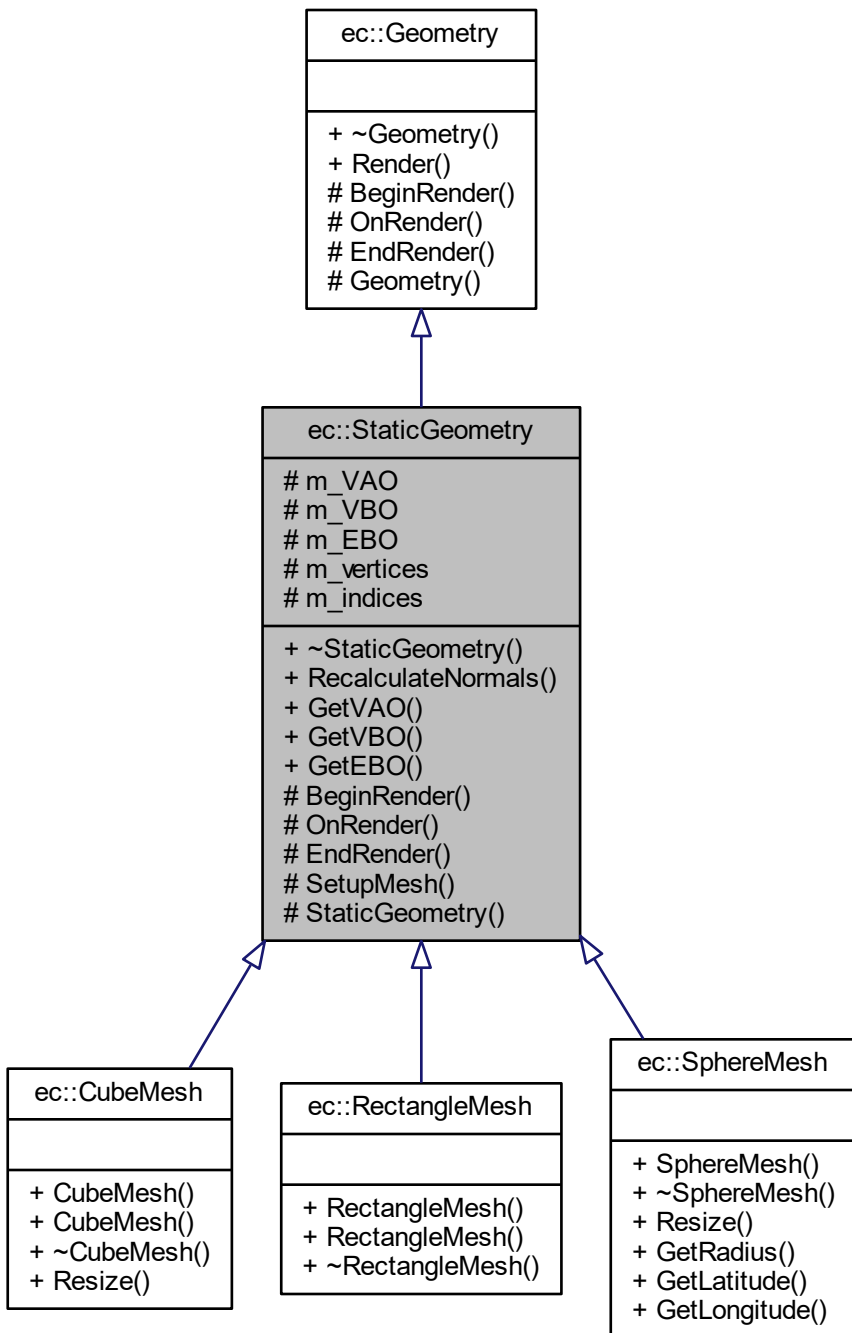 ec::Geometry
+ ~Geometry()
+ Render()
# BeginRender()
# OnRender()
# EndRender()
# Geometry()
ec::StaticGeometry
# m_VAO
# m_VBO
# m_EBO
# m_vertices
# m_indices
+ ~StaticGeometry()
+ RecalculateNormals()
+ GetVAO()
+ GetVBO()
+ GetEBO()
# BeginRender()
# OnRender()
# EndRender()
# SetupMesh()
# StaticGeometry()
ec::CubeMesh
+ CubeMesh()
+ CubeMesh()
+ ~CubeMesh()
+ Resize()
ec::RectangleMesh
+ RectangleMesh()
+ RectangleMesh()
+ ~RectangleMesh()
ec::SphereMesh
+ SphereMesh()
+ ~SphereMesh()
+ Resize()
+ GetRadius()
+ GetLatitude()
+ GetLongitude()